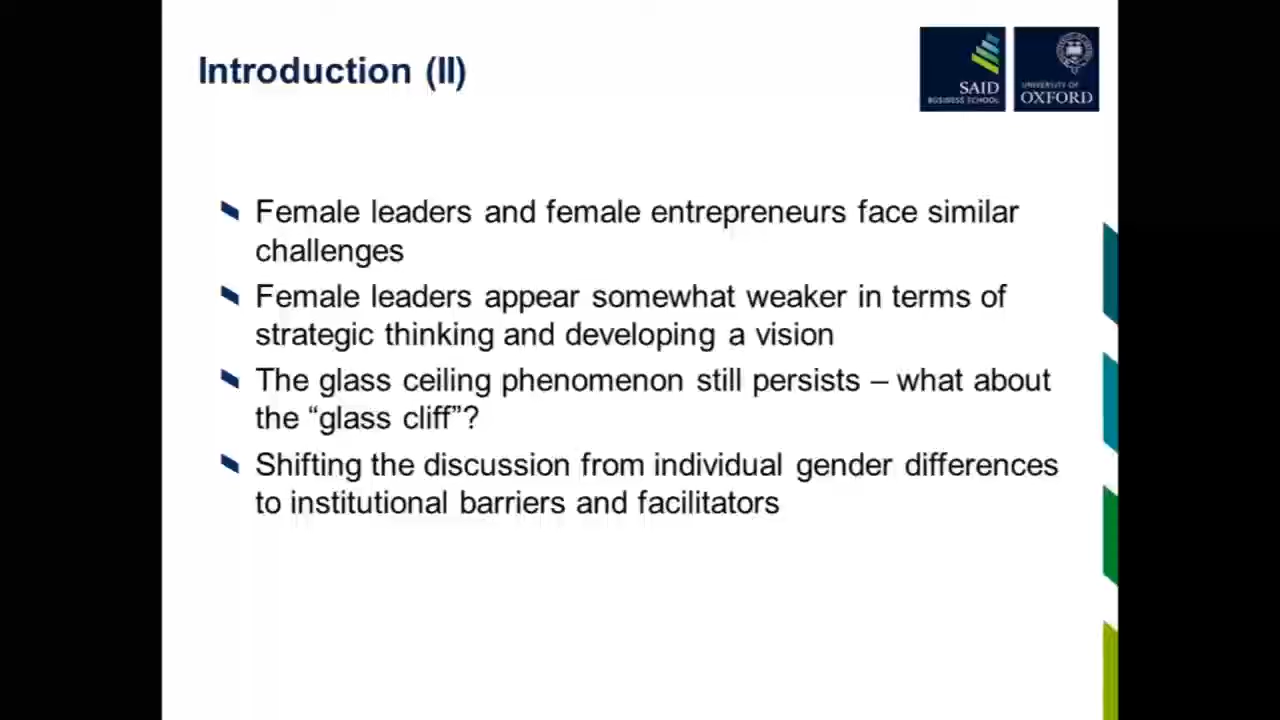 Introduction (II)
SAID
BUSINESS SCHOOL
UNIVERSITY OF
OXFORD
Female leaders and female entrepreneurs face similar
challenges
Female leaders appear somewhat weaker in terms of
strategic thinking and developing a vision
The glass ceiling phenomenon still persists – what about
the “glass cliff”?
Shifting the discussion from individual gender differences
to institutional barriers and facilitators